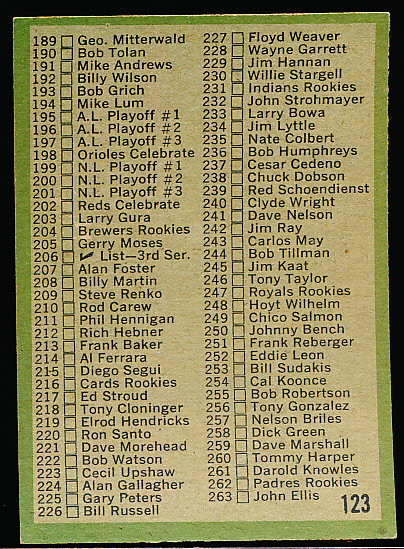 189 Geo. Mitterwald
190 Bob Tolan
191 Mike Andrews
192 Billy Wilson
193 Bob Grich
194 Mike Lum
195 A.L. Playoff #1
196 A.L. Playoff #2
197 A.L. Playoff #3
198 Orioles Celebrate
199 N.L. Playoff #1
200 N.L. Playoff #2
201 N.L. Playoff #3
202 Reds Celebrate
203 Larry Gura
204 Brewers Rookies
205 Gerry Moses
206 ✓ List—3rd Ser.
207 Alan Foster
208 Billy Martin
209 Steve Renko
210 Rod Carew
211 Phil Hennigan
212 Rich Hebner
213 Frank Baker
214 Al Ferrara
215 Diego Segui
216 Cards Rookies
217 Ed Stroud
218 Tony Cloninger
219 Elrod Hendricks
220 Ron Santo
221 Dave Morehead
222 Bob Watson
223 Cecil Upshaw
224 Alan Gallagher
225 Gary Peters
226 Bill Russell
227 Floyd Weaver
228 Wayne Garrett
229 Jim Hannan
230 Willie Stargell
231 Indians Rookies
232 John Strohmayer
233 Larry Bowa
234 Jim Lyttle
235 Nate Colbert
236 Bob Humphreys
237 Cesar Cedeno
238 Chuck Dobson
239 Red Schoendienst
240 Clyde Wright
241 Dave Nelson
242 Jim Ray
243 Carlos May
244 Bob Tillman
245 Jim Kaat
246 Tony Taylor
247 Royals Rookies
248 Hoyt Wilhelm
249 Chico Salmon
250 Johnny Bench
251 Frank Reberger
252 Eddie Leon
253 Bill Sudakis
254 Cal Koonce
255 Bob Robertson
256 Tony Gonzalez
257 Nelson Briles
258 Dick Green
259 Dave Marshall
260 Tommy Harper
261 Darold Knowles
262 Padres Rookies
263 John Ellis
123